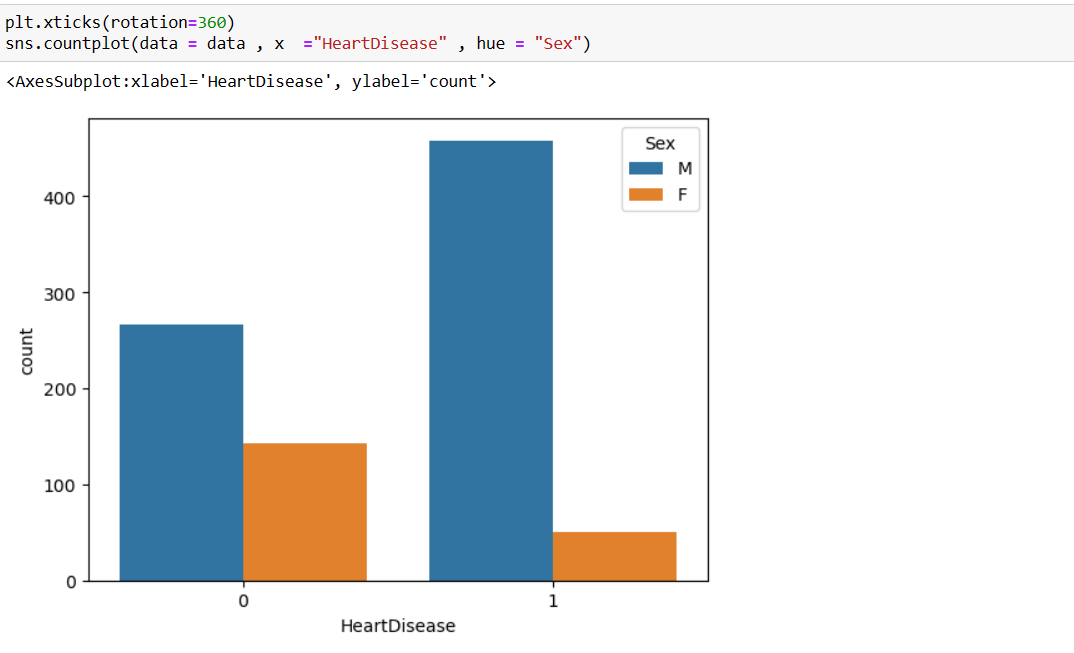 plt.xticks(rotation=360)
sns.countplot(data = data , x  ="HeartDisease" , hue = "Sex")
<AxesSubplot:xlabel='HeartDisease', ylabel='count'>
Sex
M
F
400
300
200
100
0
count
0 1
HeartDisease